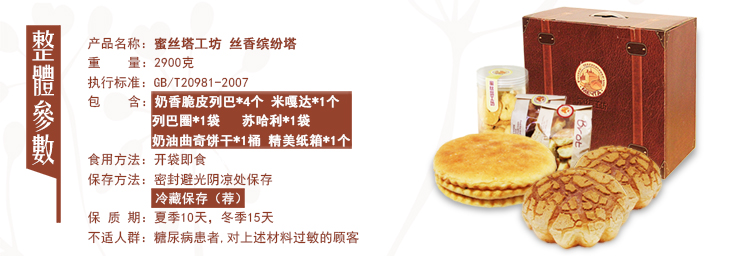 整體參數
产品名称：蜜丝塔工坊 丝香缤纷塔
重 量：2900克
执行标准：GB/T20981-2007
包 含：奶香脆皮列巴*4个 米嘎达*1个
列巴圈*1袋 苏哈利*1袋
奶油曲奇饼干*1桶 精美纸箱*1个
食用方法：开袋即食
保存方法：密封避光阴凉处保存
冷藏保存（荐）
保 质 期：夏季10天，冬季15天
不适人群：糖尿病患者,对上述材料过敏的顾客